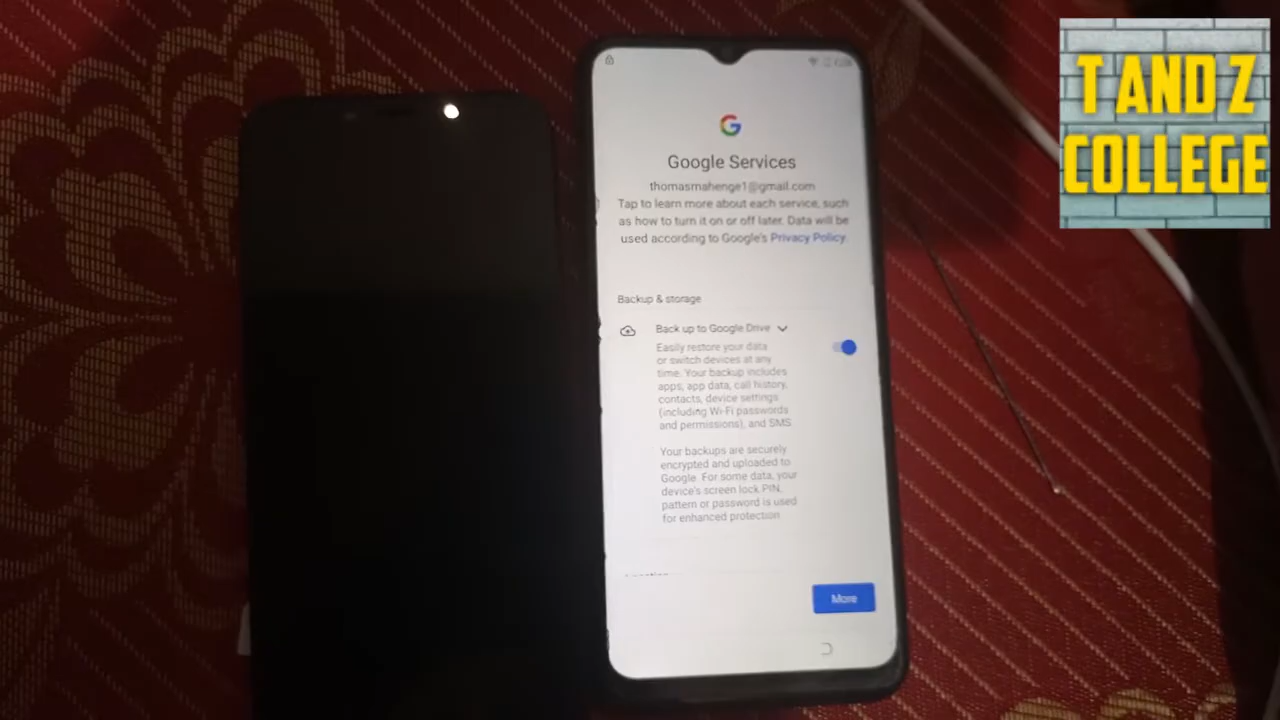 T AND Z
COLLEGE
Google Services
thomasmahenge1@gmail.com
Tap to learn more about each service, such
as how to turn it on or off later. Data will be
used according to Google's Privacy Policy.
Backup & storage
Back up to Google Drive
Easily restore your data
or switch devices at any
time. Your backup includes
apps, app data, call history,
contacts, device settings
(including Wi-Fi passwords
and permissions), and SMS.
Your backups are securely
encrypted and uploaded to
Google. For some data, your
device's screen lock PIN,
pattern or password is used
for enhanced protection
More